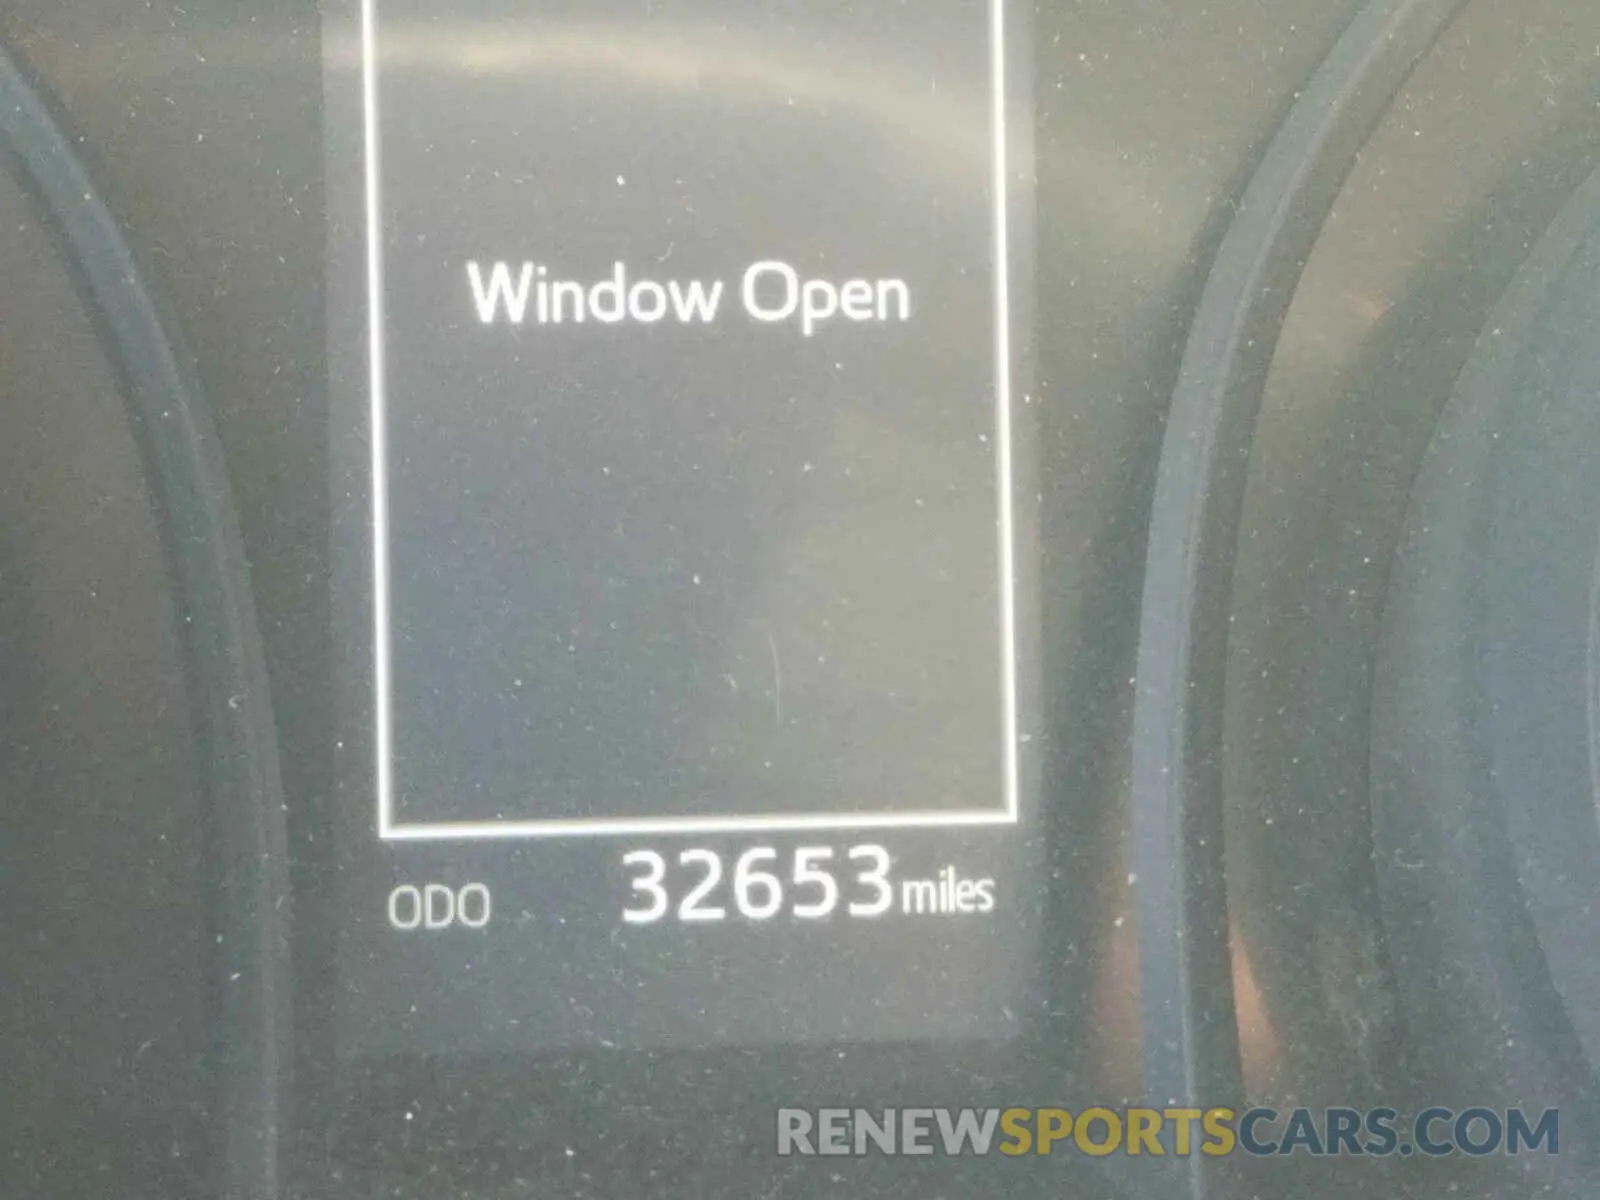 Window Open
ODO 32653 miles
RENEWSPORTSCARS.COM